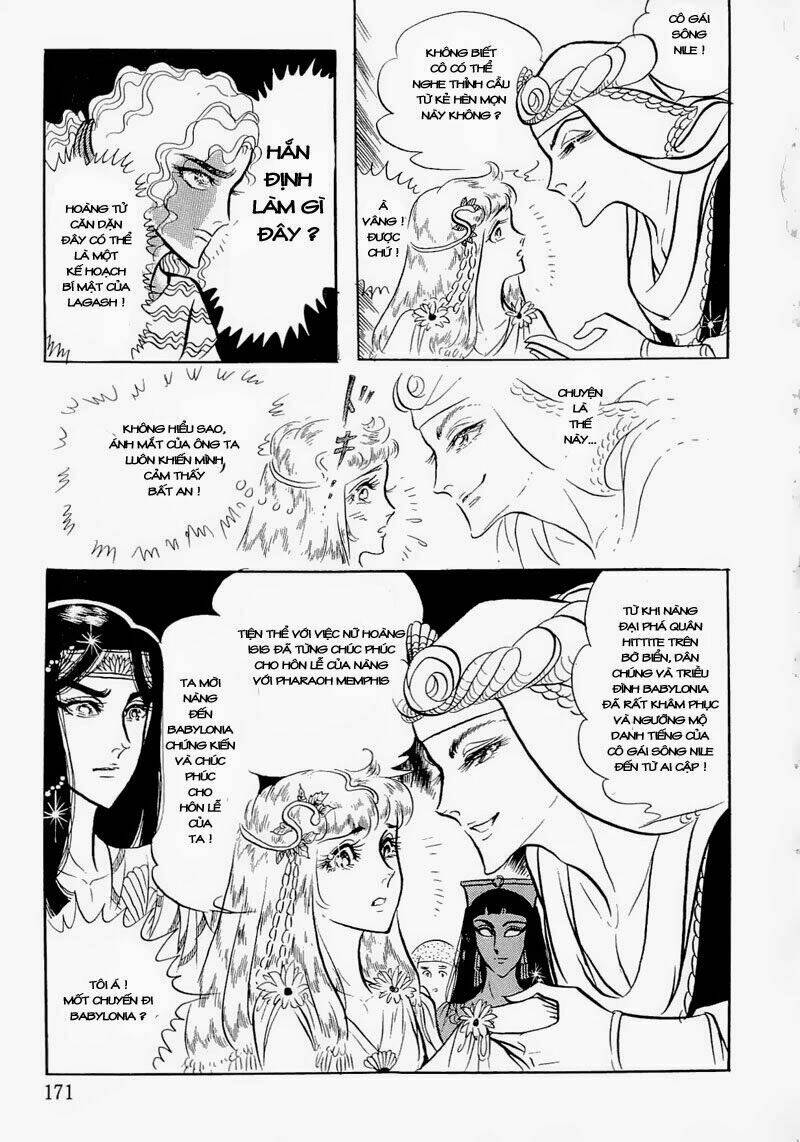 CÔ GÁI
SÔNG NILE !
KHÔNG BIẾT
CÔ CÓ THỂ
NGHE THỈNH CẦU
TỪ KẺ HÈN MỌN
NÀY KHÔNG ?
Â
VÂNG !
ĐƯỢC
CHỨ !
HẮN
ĐỊNH
LÀM GÌ
ĐÂY ?
HOÀNG TỬ
CĂN DẶN
ĐÂY CÓ THỂ
LÀ MỘT
KẾ HOẠCH
BÍ MẬT CỦA
LAGASH !
CHUYỆN
LÀ
THẾ
NÀY...
KHÔNG HIỂU SAO,
ÁNH MẮT CỦA ÔNG TA
LUÔN KHIẾN MÌNH
CẢM THẤY
BẤT AN !
TỪ KHI NÀNG
ĐẠI PHÁ QUÂN
HITTITE TRÊN
BỜ BIỂN, DÂN
CHÚNG VÀ TRIỀU
ĐÌNH BABYLONIA
ĐÃ RẤT KHÂM PHỤC
VÀ NGƯỠNG MỘ
DANH TIẾNG CỦA
CÔ GÁI SÔNG NILE
ĐẾN TỪ AI CẬP !
TIỆN THỂ VỚI VIỆC NỮ HOÀNG
ISIS ĐÃ TỪNG CHÚC PHÚC
CHO HÔN LỄ CỦA NÀNG
VỚI PHARAOH MEMPHIS
TA MỜI
NÀNG
ĐẾN
BABYLONIA
CHỨNG KIẾN
VÀ CHÚC
PHÚC
CHO
HÔN LỄ
CỦA
TA !
TÔI Á !
MỐT CHUYẾN ĐI
BABYLONIA ?
171